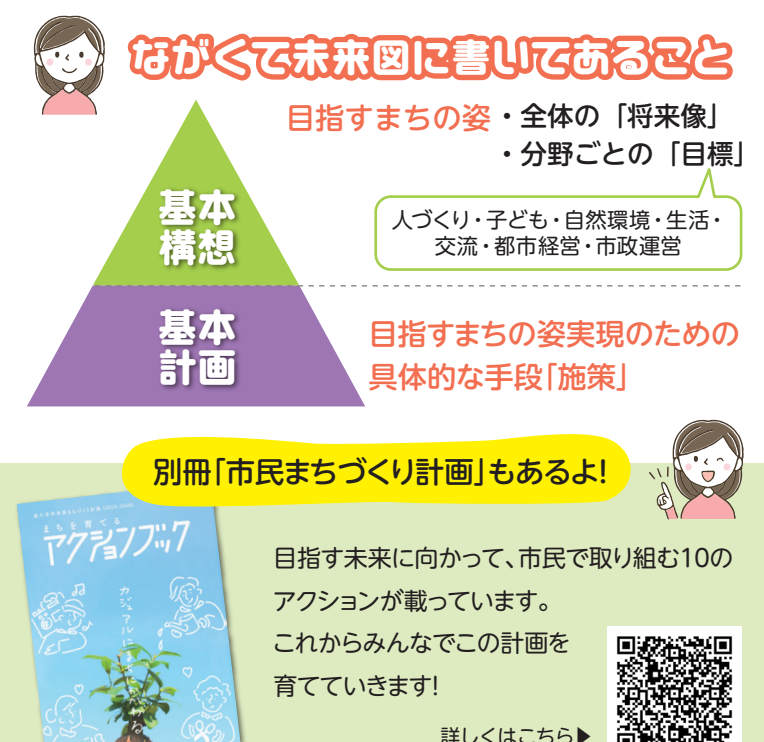 ながくて未来図に書いてあること
目指すまちの姿 ・全体の「将来像」
・分野ごとの「目標」
人づくり・子ども・自然環境・生活・
交流・都市経営・市政運営
基本
構想
基本
計画
目指すまちの姿実現のための
具体的な手段「施策」
別冊「市民まちづくり計画」もあるよ!
まちを育てる
アクションブック
目指す未来に向かって、市民で取り組む10の
アクションが載っています。
これからみんなでこの計画を
育てていきます!
詳しくはこちら▶